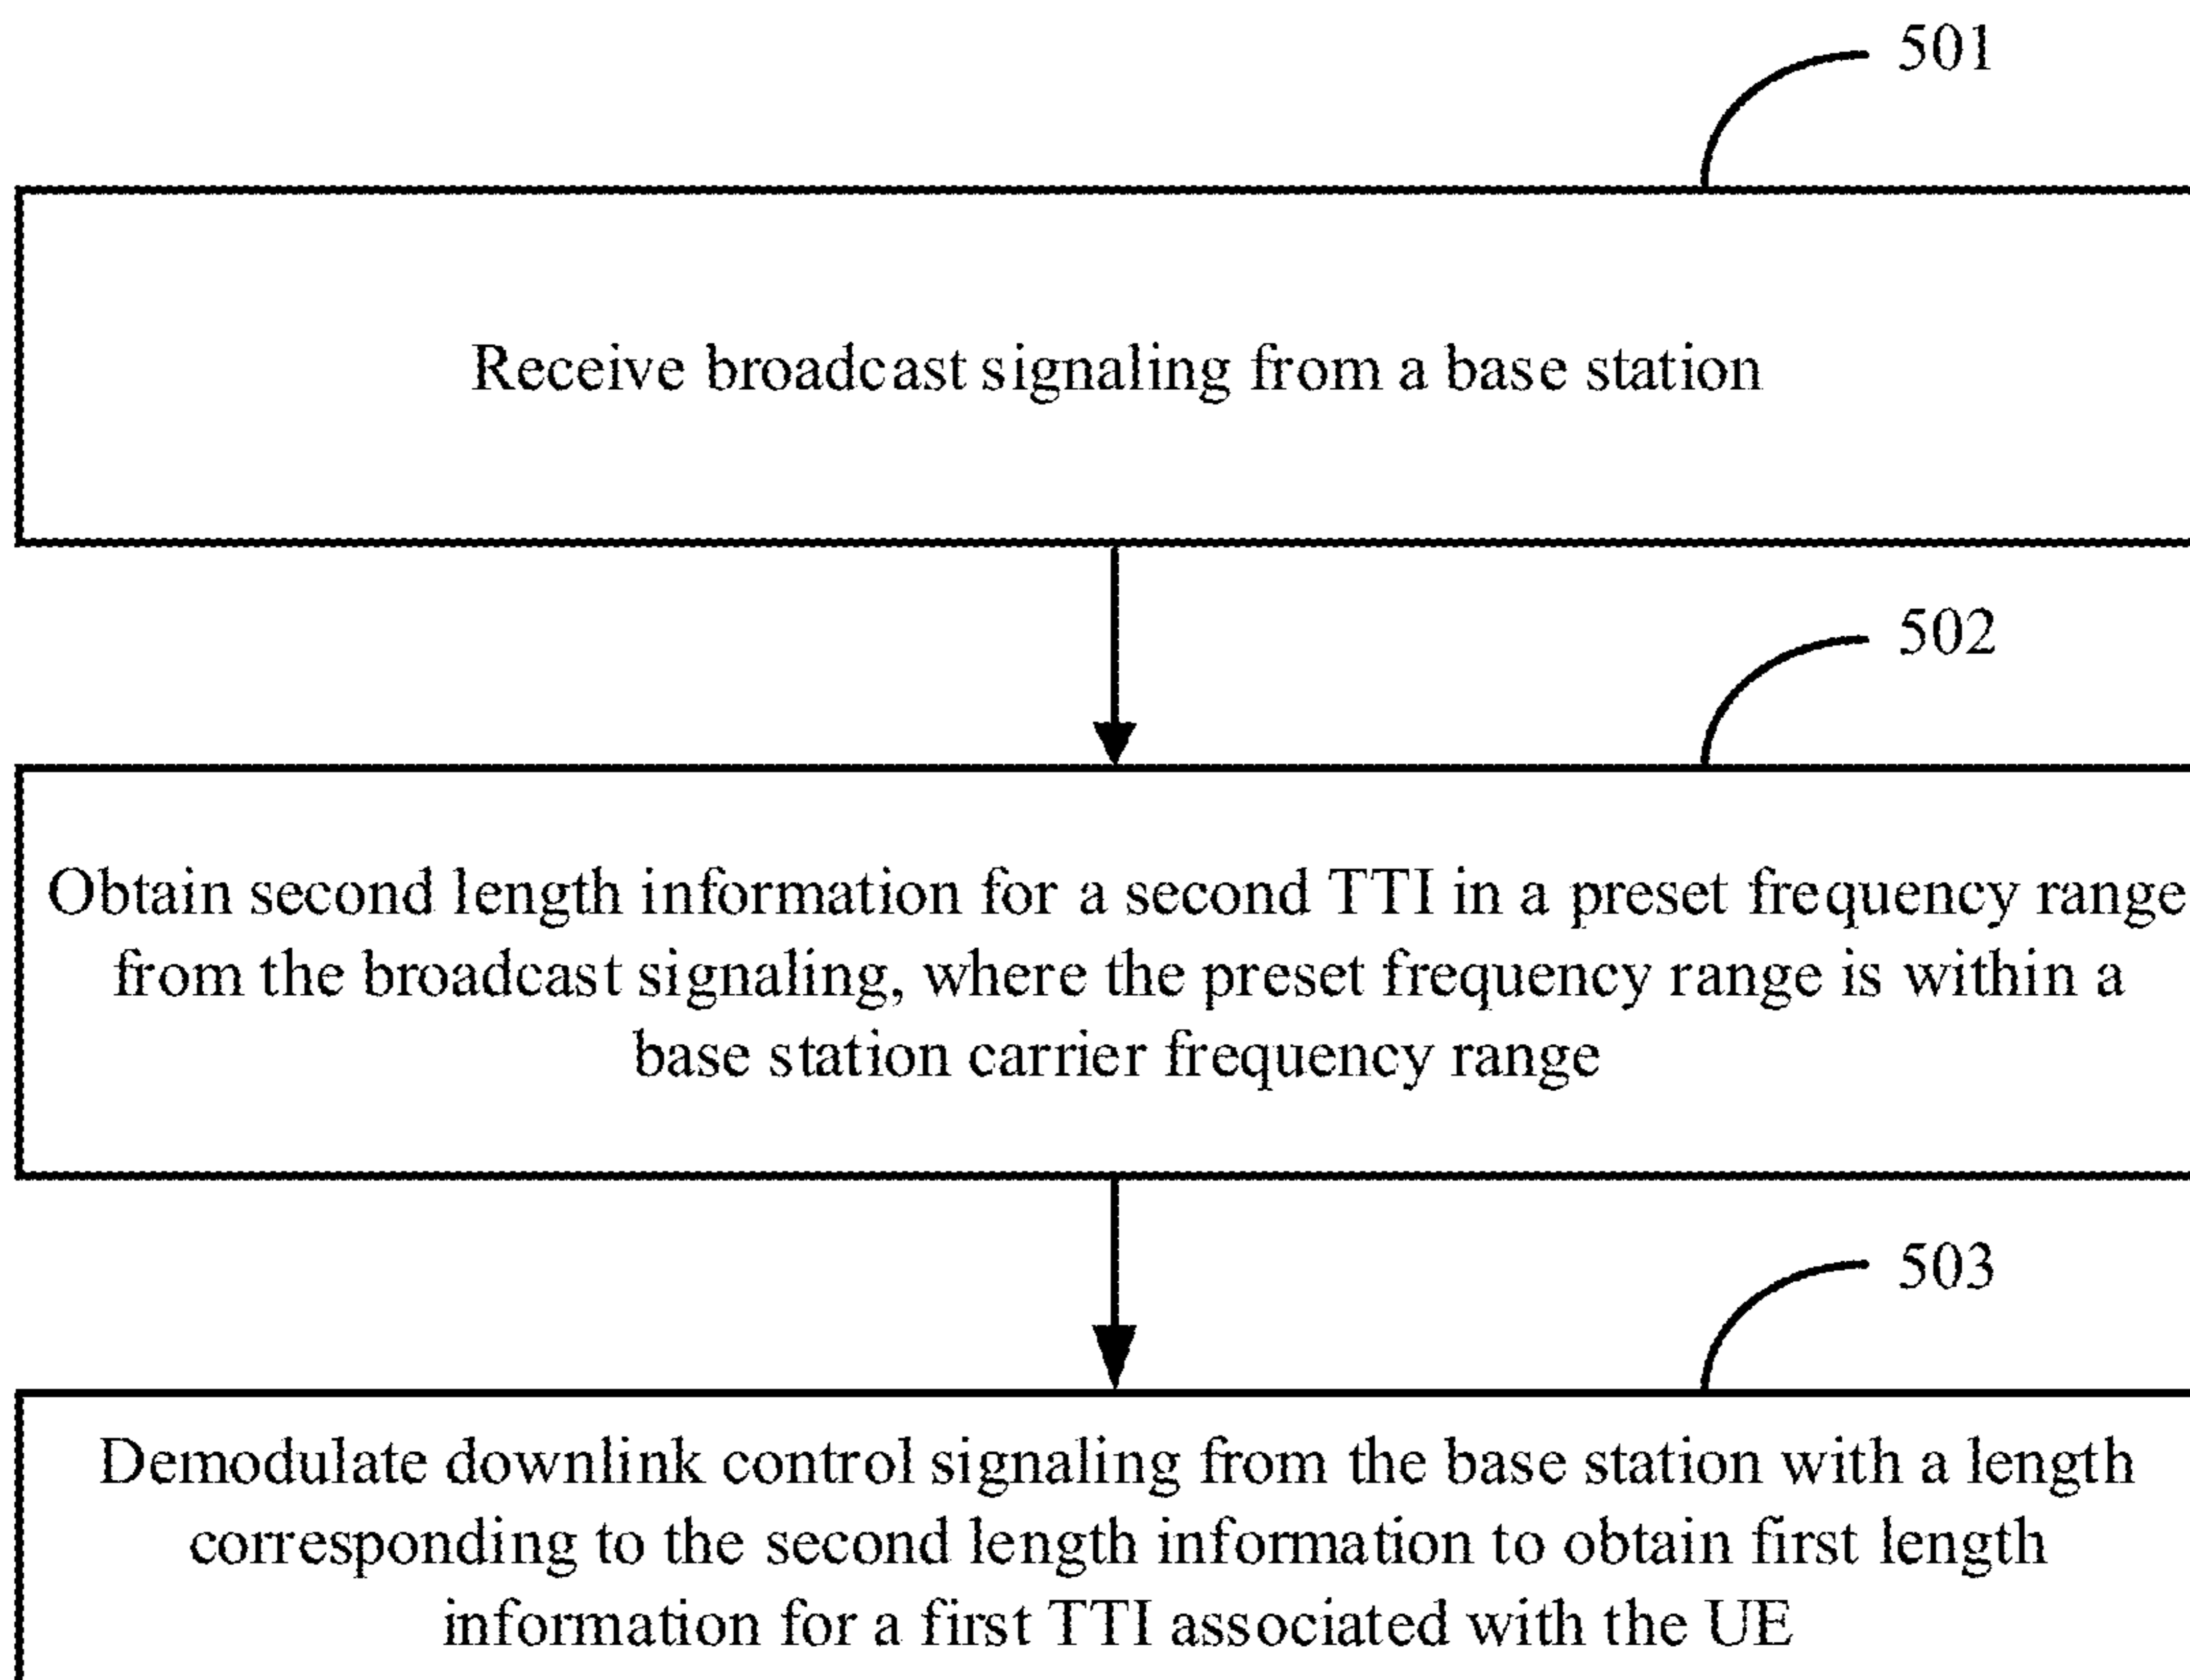 501
Receive broadcast signaling from a base station
502
Obtain second length information for a second TTI in a preset frequency range
from the broadcast signaling, where the preset frequency range is within a
base station carrier frequency range
503
Demodulate downlink control signaling from the base station with a length
corresponding to the second length information to obtain first length
information for a first TTI associated with the UE